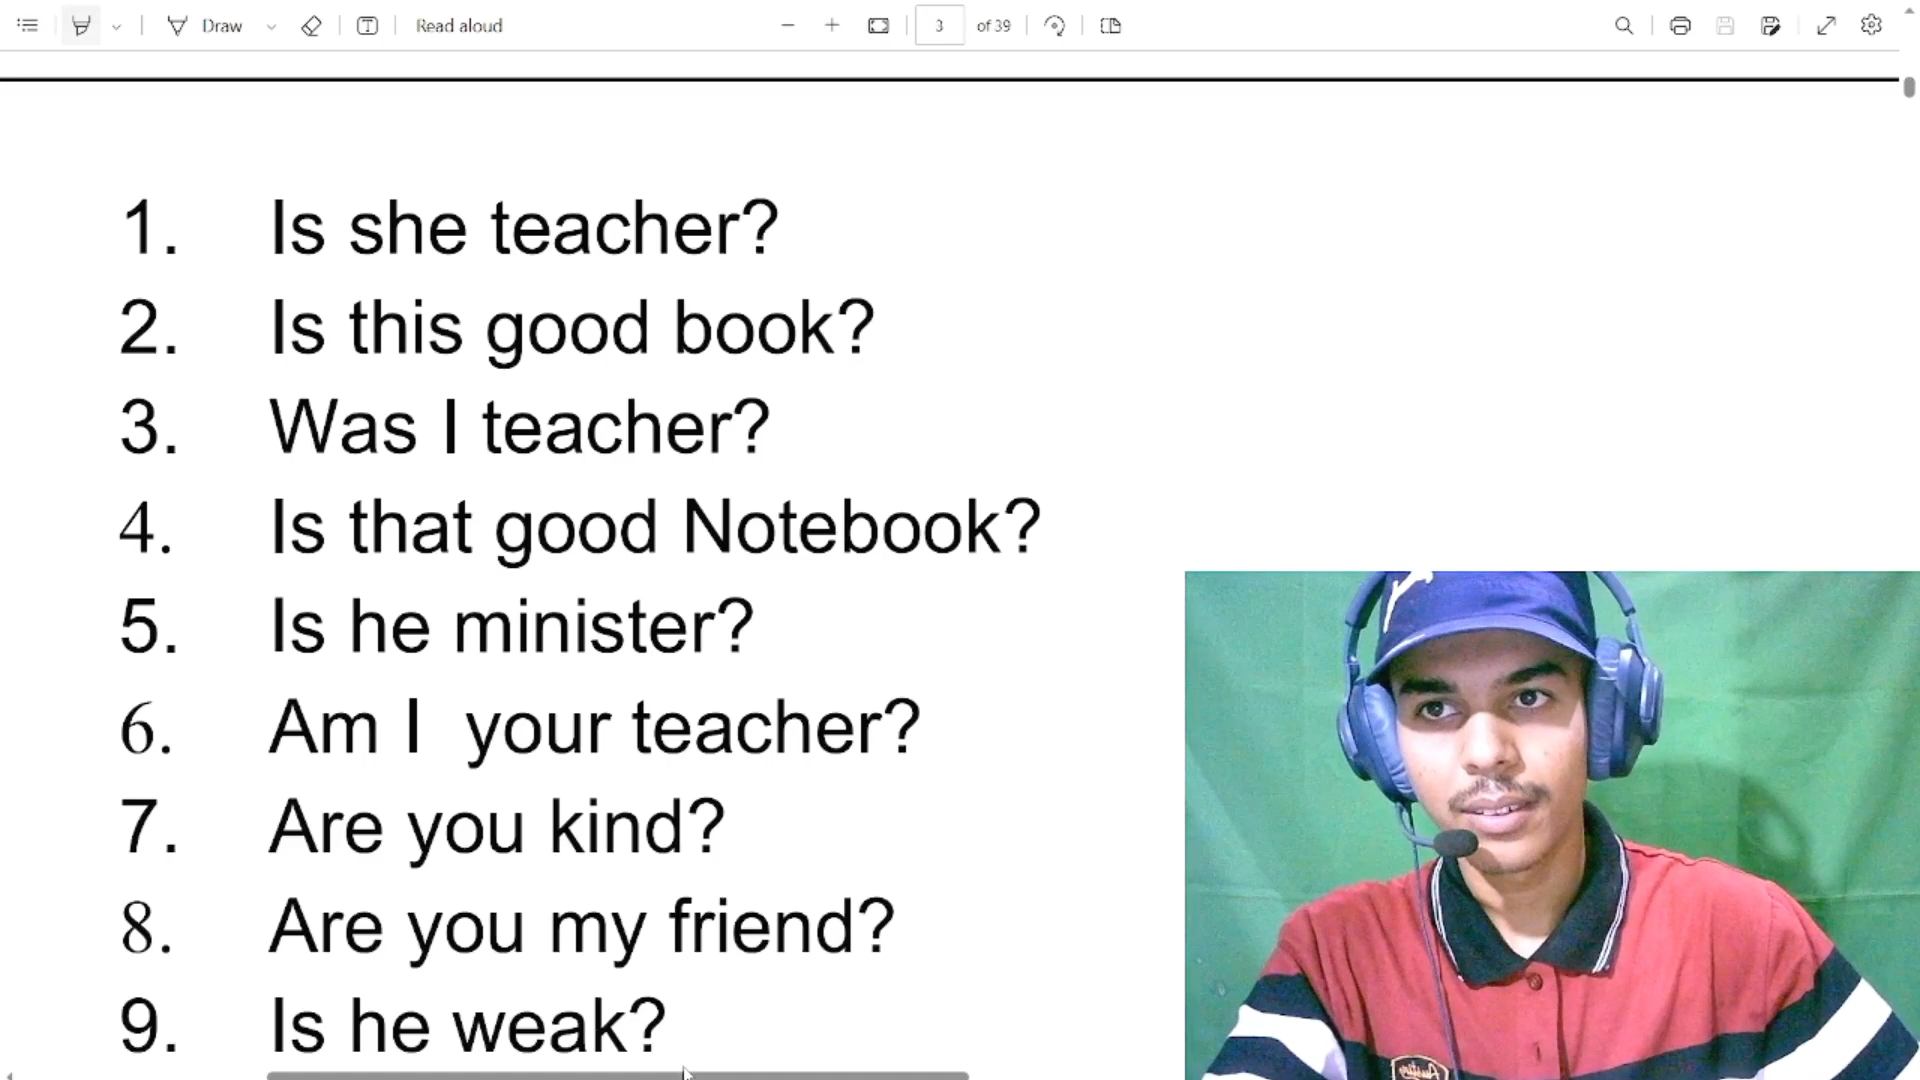 Draw
Read aloud
3 of 39
1. Is she teacher?
2. Is this good book?
3. Was I teacher?
4. Is that good Notebook?
5. Is he minister?
6. Am I your teacher?
7. Are you kind?
8. Are you my friend?
9. Is he weak?